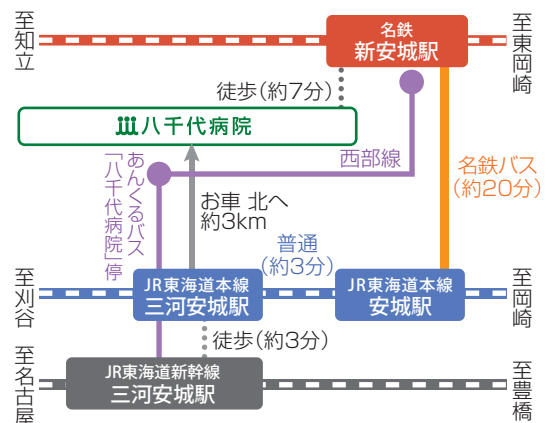 至知立
名鉄
新安城駅
至東岡崎
徒歩(約7分)
八千代病院
西部線
名鉄バス
(約20分)
あんくるバス
「八千代病院」停
お車 北へ
約3km
普通
(約3分)
至刈谷
JR東海道本線
三河安城駅
JR東海道本線
安城駅
至岡崎
徒歩(約3分)
至名古屋
JR東海道新幹線
三河安城駅
至豊橋